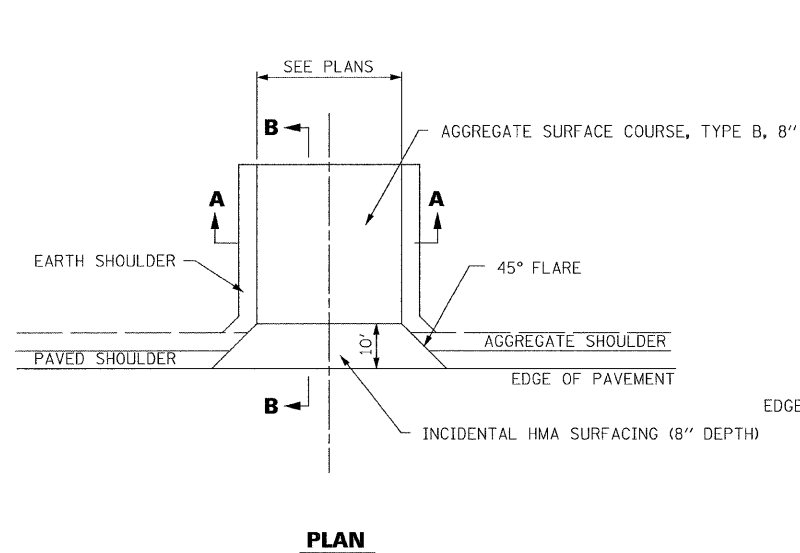 SEE PLANS
B
AGGREGATE SURFACE COURSE, TYPE B, 8"
A
A
EARTH SHOULDER
45° FLARE
10'
AGGREGATE SHOULDER
PAVED SHOULDER
EDGE OF PAVEMENT
B
EDGE
INCIDENTAL HMA SURFACING (8" DEPTH)
PLAN